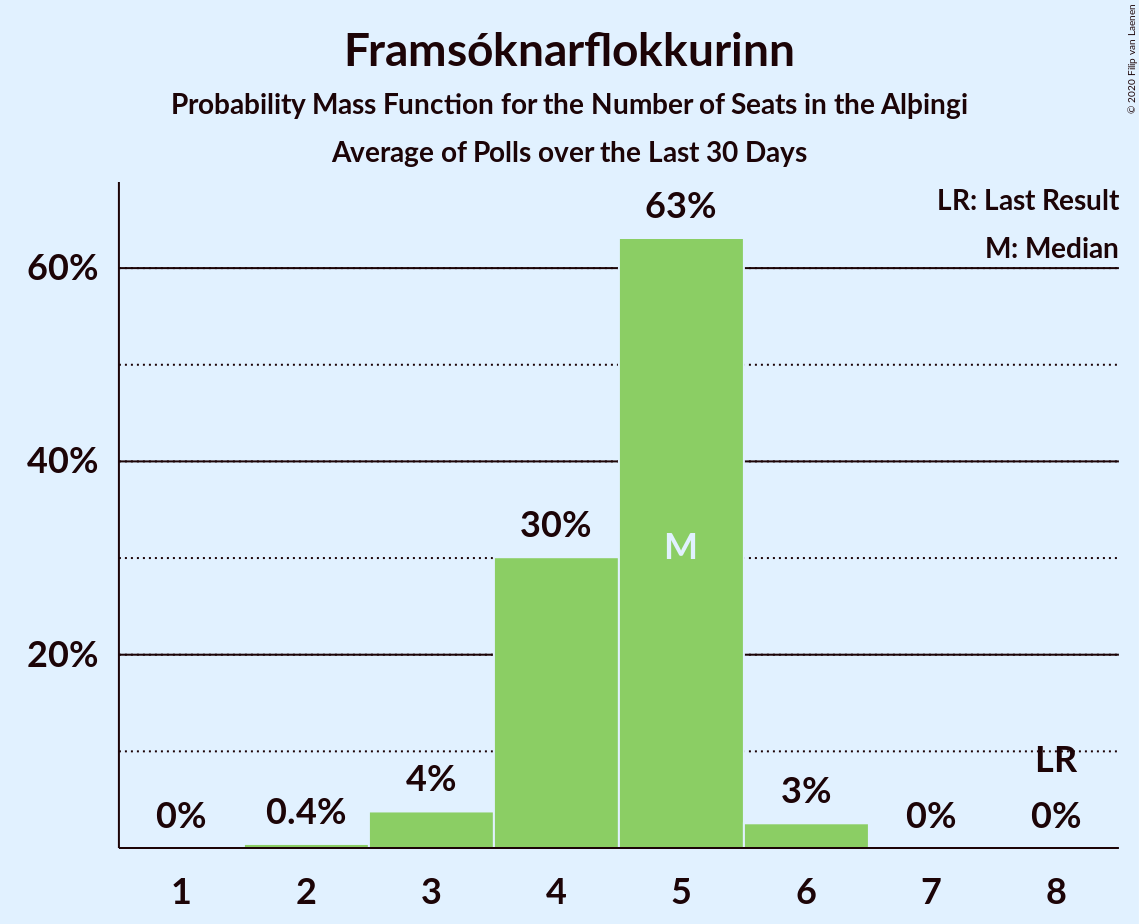 Framsóknarflokkurinn
Probability Mass Function for the Number of Seats in the Alþingi
Average of Polls over the Last 30 Days
© 2020 Filip van Laenen
LR: Last Result
M: Median
60%
40%
20%
0%
0.4%
4%
30%
63%
M
3%
0%
LR
0%
1 2 3 4 5 6 7 8